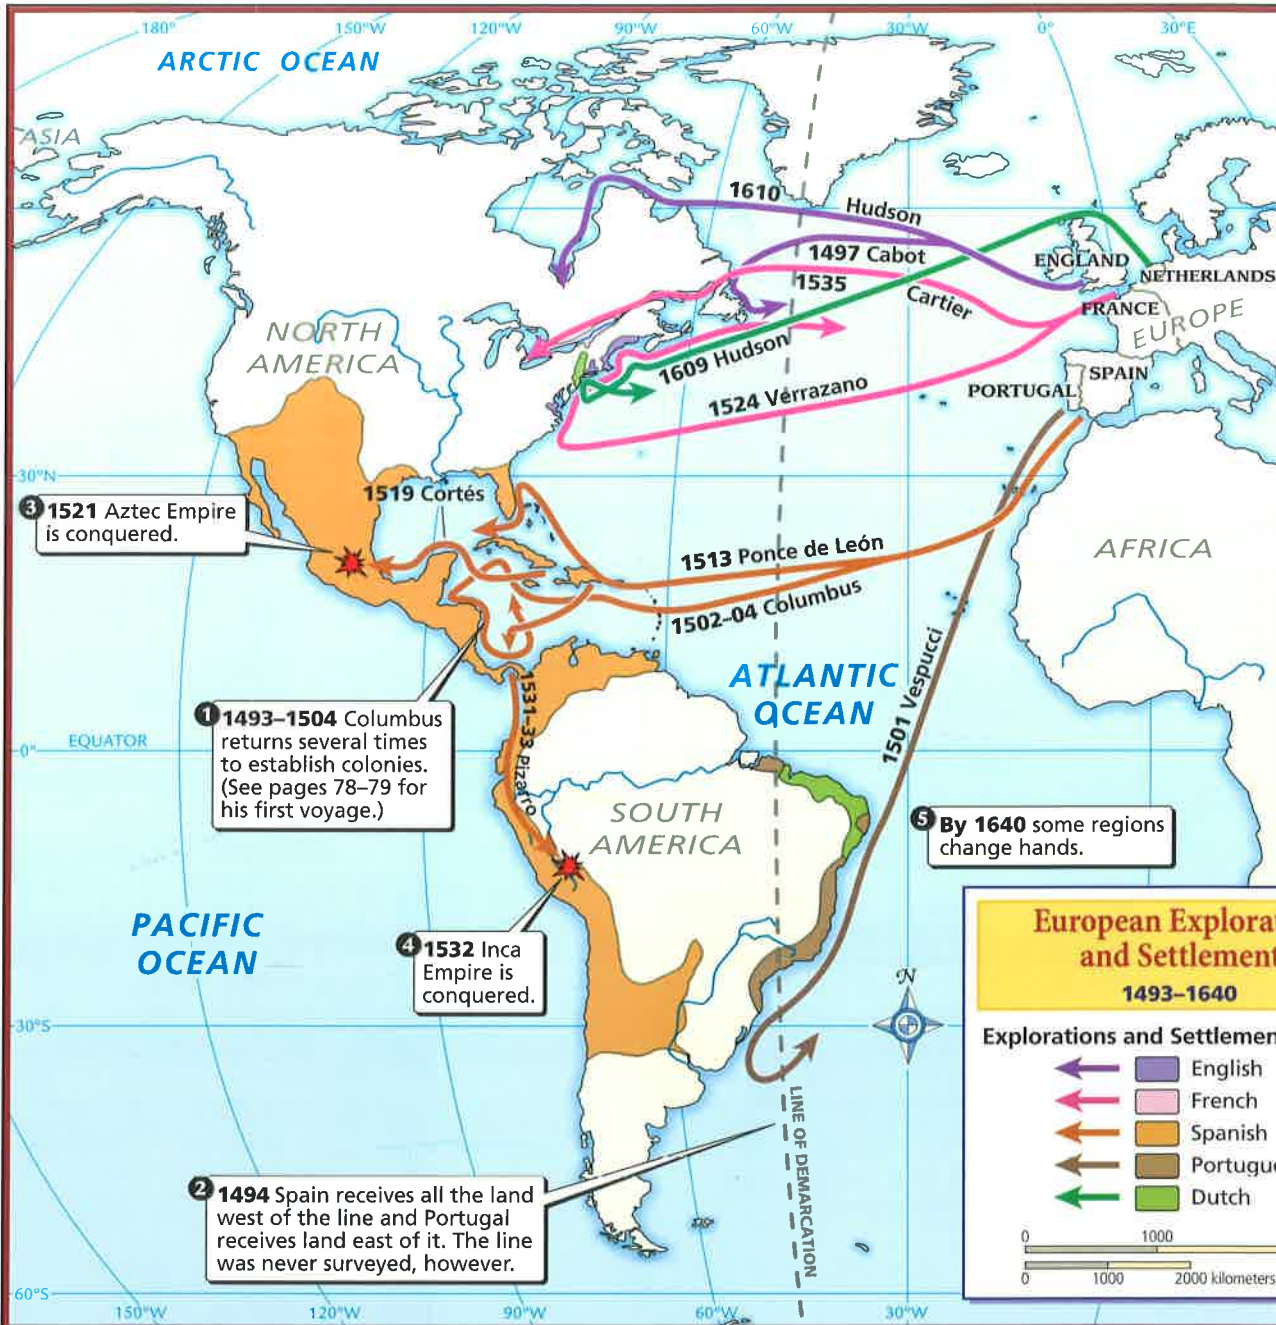 180°
150°W
120°W
90°W
60°W
30°W
0°
30°E
ARCTIC OCEAN
ASIA
1610
Hudson
1497 Cabot
1535
Cartier
ENGLAND
NETHERLANDS
FRANCE
EUROPE
NORTH
AMERICA
1609 Hudson
1524 Verrazano
SPAIN
PORTUGAL
30°N
1519 Cortés
3 1521 Aztec Empire
is conquered.
1513 Ponce de León
AFRICA
1502–04 Columbus
1501 Vespucci
ATLANTIC
OCEAN
1531–33 Pizarro
1 1493–1504 Columbus
returns several times
to establish colonies.
(See pages 78–79 for
his first voyage.)
0°
EQUATOR
SOUTH
AMERICA
5 By 1640 some regions
change hands.
PACIFIC
OCEAN
4 1532 Inca
Empire is
conquered.
N
30°S
European Explora
and Settlement
1493–1640
Explorations and Settlemen
English
French
Spanish
Portugue
Dutch
0 1000
0 1000 2000 kilometers
LINE OF DEMARCATION
2 1494 Spain receives all the land
west of the line and Portugal
receives land east of it. The line
was never surveyed, however.
60°S
150°W
120°W
90°W
60°W
30°W